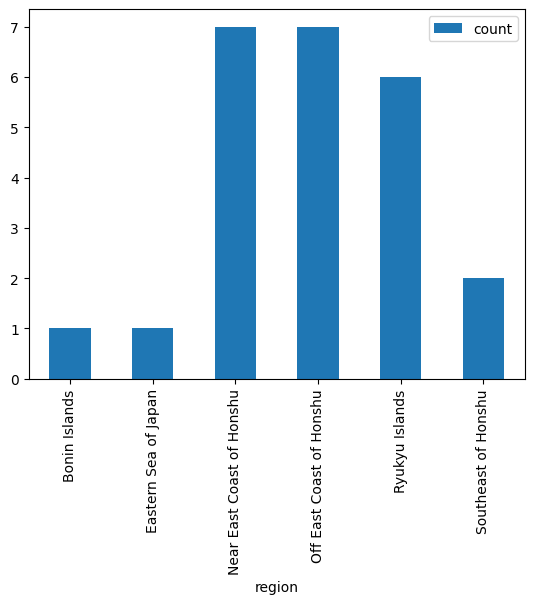 count
7
6
5
4
3
2
1
0
Bonin Islands
Eastern Sea of Japan
Near East Coast of Honshu
Off East Coast of Honshu
Ryukyu Islands
Southeast of Honshu
region